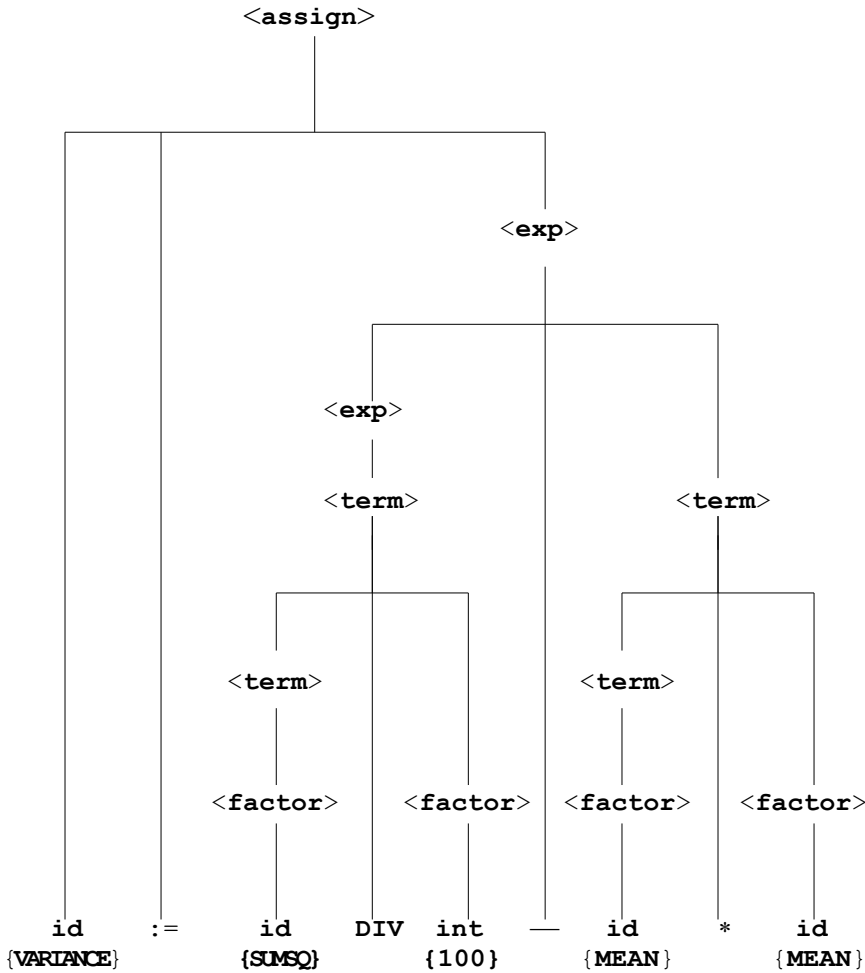 <assign>
<exp>
<exp>
<term> <term>
<term> <term>
<factor> <factor> <factor> <factor>
id := id DIV int — id * id
{VARIANCE} {SUMSQ} {100} {MEAN} {MEAN}